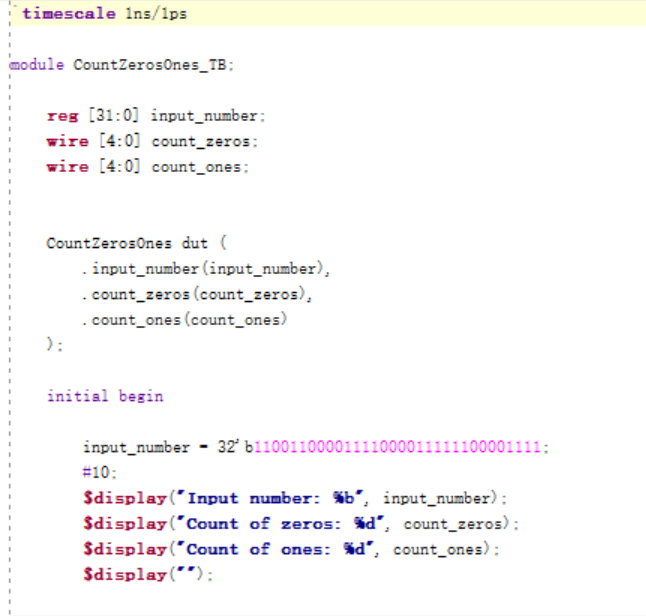 `timescale 1ns/1ps
module CountZerosOnes_TB;
reg [31:0] input_number;
wire [4:0] count_zeros;
wire [4:0] count_ones;
CountZerosOnes dut (
.input_number(input_number),
.count_zeros(count_zeros),
.count_ones(count_ones)
);
initial begin
input_number = 32'b11001100001111000011111100001111;
#10;
$display("Input number: %b", input_number);
$display("Count of zeros: %d", count_zeros);
$display("Count of ones: %d", count_ones);
$display("");